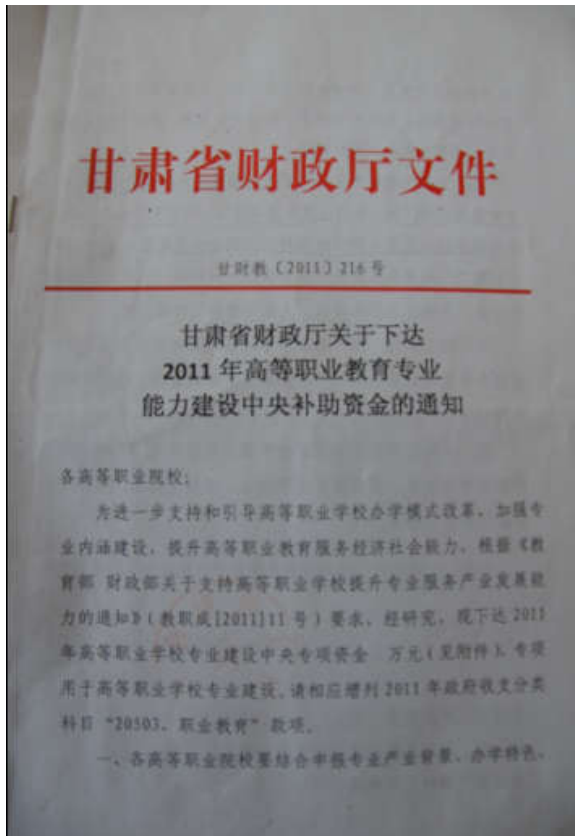 甘肃省财政厅文件
甘财教〔2011〕216号
甘肃省财政厅关于下达
2011年高等职业教育专业
能力建设中央补助资金的通知
各高等职业院校:
为进一步支持和引导高等职业学校办学模式改革，加强专
业内涵建设，提升高等职业教育服务经济社会能力，根据《教
育部 财政部关于支持高等职业学校提升专业服务产业发展能
力的通知》（教职成[2011]11号）要求，经研究，现下达2011
年高等职业学校专业建设中央专项资金 万元（见附件），专项
用于高等职业学校专业建设。请相应增列2011年政府收支分类
科目“20503、职业教育”款项。
一、各高等职业院校要结合申报专业产业背景、办学特色、